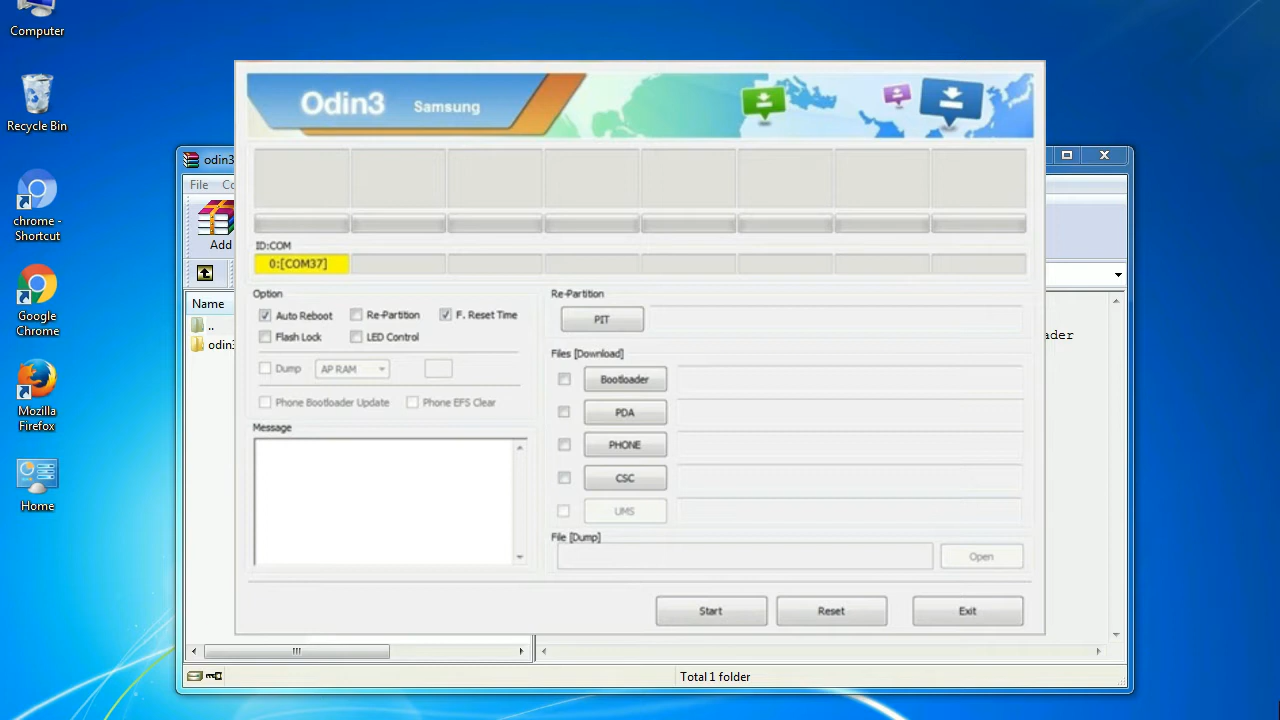 Computer
Recycle Bin
chrome -
Shortcut
Google
Chrome
Mozilla
Firefox
Home
odin3
File Co
Add
Name
..
odin3
ader
Total 1 folder
Odin3 Samsung
ID:COM
0:[COM37]
Option
Auto Reboot Re-Partition F. Reset Time
Flash Lock LED Control
Dump AP RAM
Phone Bootloader Update Phone EFS Clear
Message
Re-Partition
PIT
Files [Download]
Bootloader
PDA
PHONE
CSC
UMS
File [Dump]
Open
Start Reset Exit